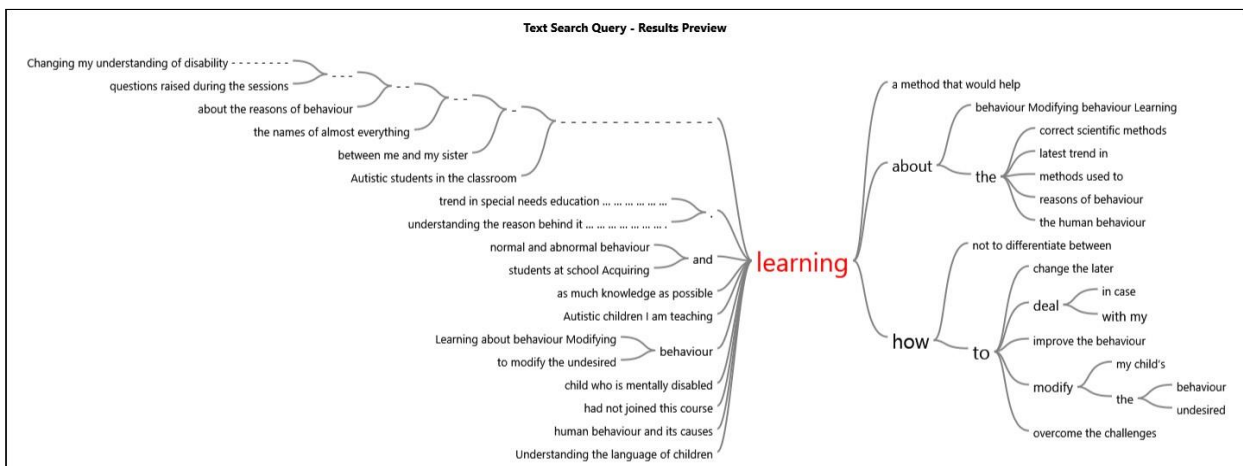 Text Search Query - Results Preview
Changing my understanding of disability - - - - - - - -
questions raised during the sessions
- - -
about the reasons of behaviour
- -
the names of almost everything
- -
between me and my sister
-
Autistic students in the classroom
- - - - - - - - - - - - - - - - - -
trend in special needs education ... ... ... ... ... ...
understanding the reason behind it ... ... ... ... ... ... ... .
.
normal and abnormal behaviour
students at school Acquiring
and
as much knowledge as possible
Autistic children I am teaching
Learning about behaviour Modifying
to modify the undesired
behaviour
child who is mentally disabled
had not joined this course
human behaviour and its causes
Understanding the language of children
learning
a method that would help
about
behaviour Modifying behaviour Learning
the
correct scientific methods
latest trend in
methods used to
reasons of behaviour
the human behaviour
how
not to differentiate between
to
change the later
deal
in case
with my
improve the behaviour
modify
my child's
the
behaviour
undesired
overcome the challenges